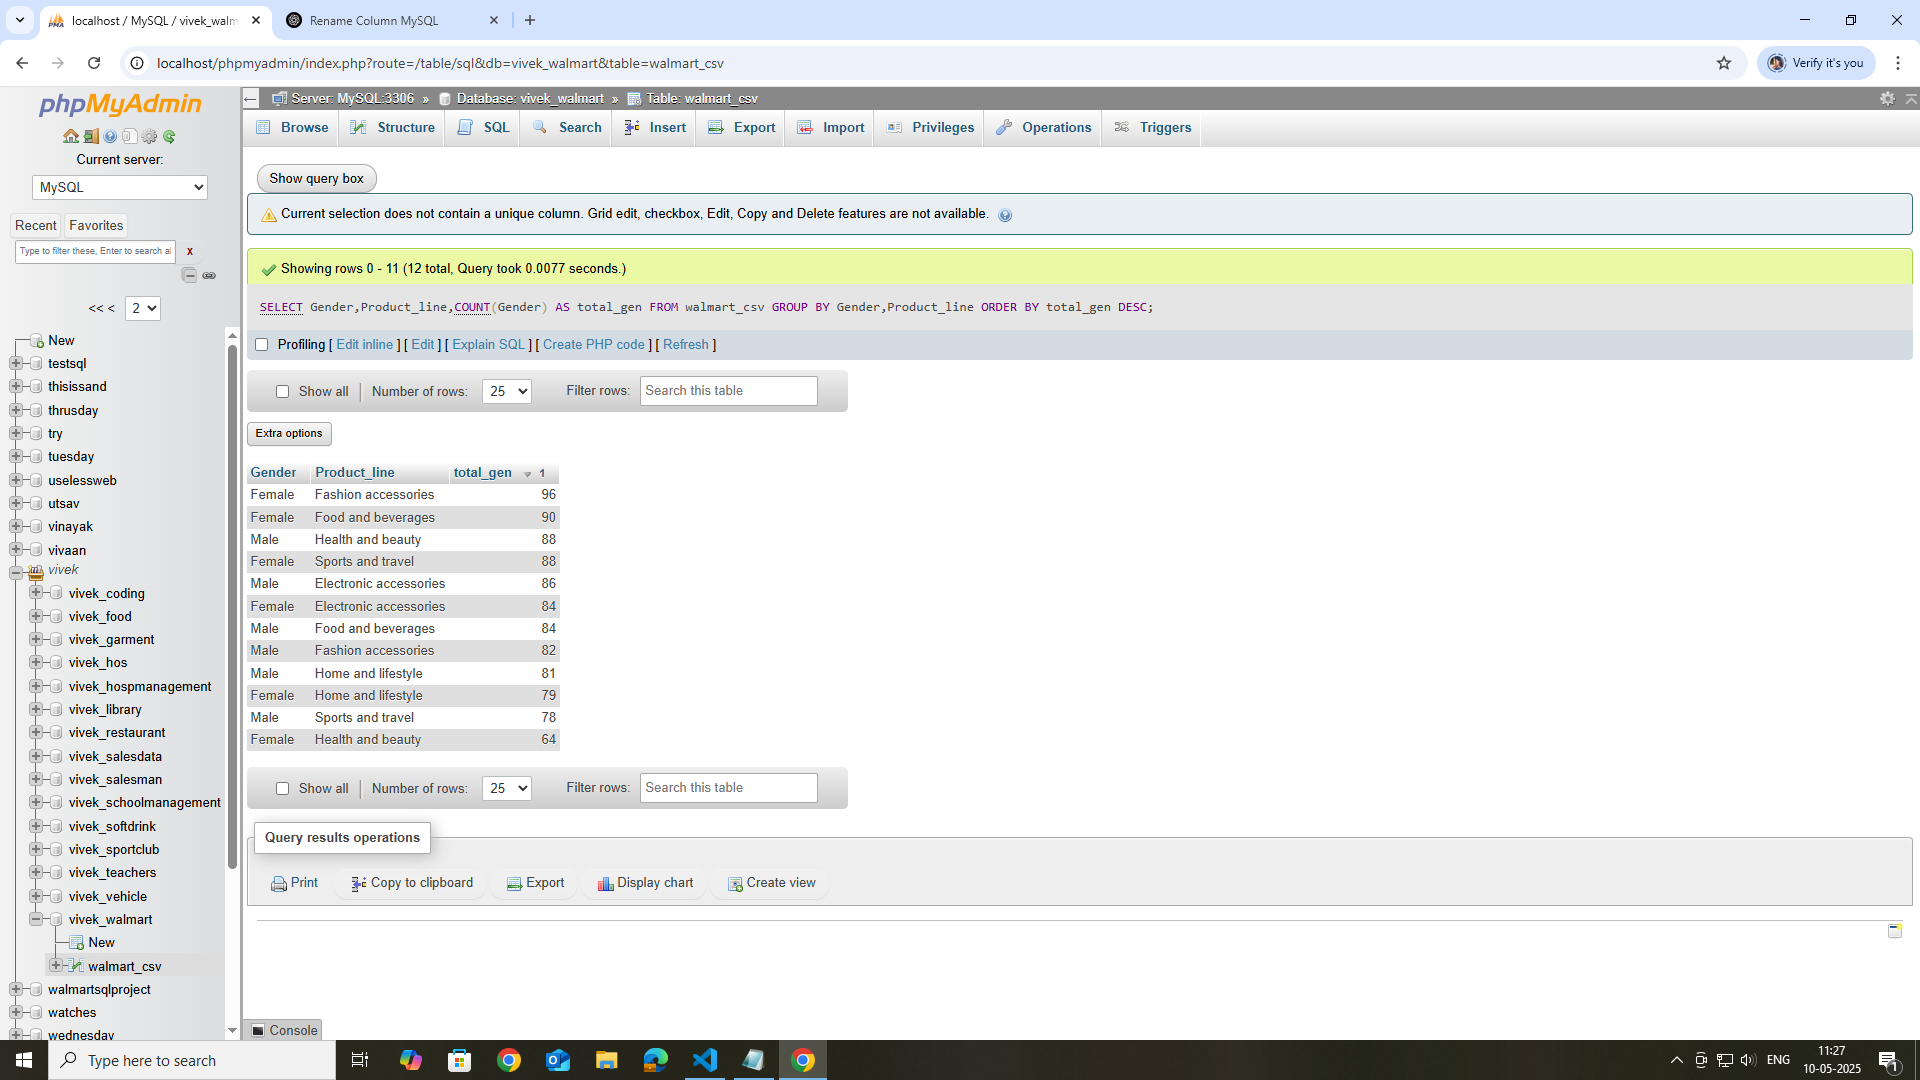 localhost / MySQL / vivek_walm
Rename Column MySQL
localhost/phpmyadmin/index.php?route=/table/sql&db=vivek_walmart&table=walmart_csv
Verify it's you
phpMyAdmin
Current server:
MySQL
Recent
Favorites
Type to filter these, Enter to search al
x
<< <
2
New
testsql
thisissand
thrusday
try
tuesday
uselessweb
utsav
vinayak
vivaan
vivek
vivek_coding
vivek_food
vivek_garment
vivek_hos
vivek_hospmanagement
vivek_library
vivek_restaurant
vivek_salesdata
vivek_salesman
vivek_schoolmanagement
vivek_softdrink
vivek_sportclub
vivek_teachers
vivek_vehicle
vivek_walmart
New
walmart_csv
walmartsqlproject
watches
wednesday
Server: MySQL:3306 » Database: vivek_walmart » Table: walmart_csv
Browse Structure SQL Search Insert Export Import Privileges Operations Triggers
Show query box
Current selection does not contain a unique column. Grid edit, checkbox, Edit, Copy and Delete features are not available.
Showing rows 0 - 11 (12 total, Query took 0.0077 seconds.)
SELECT Gender,Product_line,COUNT(Gender) AS total_gen FROM walmart_csv GROUP BY Gender,Product_line ORDER BY total_gen DESC;
Profiling [ Edit inline ] [ Edit ] [ Explain SQL ] [ Create PHP code ] [ Refresh ]
Show all Number of rows: 25 Filter rows: Search this table
Extra options
Gender Product_line total_gen 1
Female Fashion accessories 96
Female Food and beverages 90
Male Health and beauty 88
Female Sports and travel 88
Male Electronic accessories 86
Female Electronic accessories 84
Male Food and beverages 84
Male Fashion accessories 82
Male Home and lifestyle 81
Female Home and lifestyle 79
Male Sports and travel 78
Female Health and beauty 64
Show all Number of rows: 25 Filter rows: Search this table
Query results operations
Print Copy to clipboard Export Display chart Create view
Console
Type here to search
ENG
11:27
10-05-2025
1